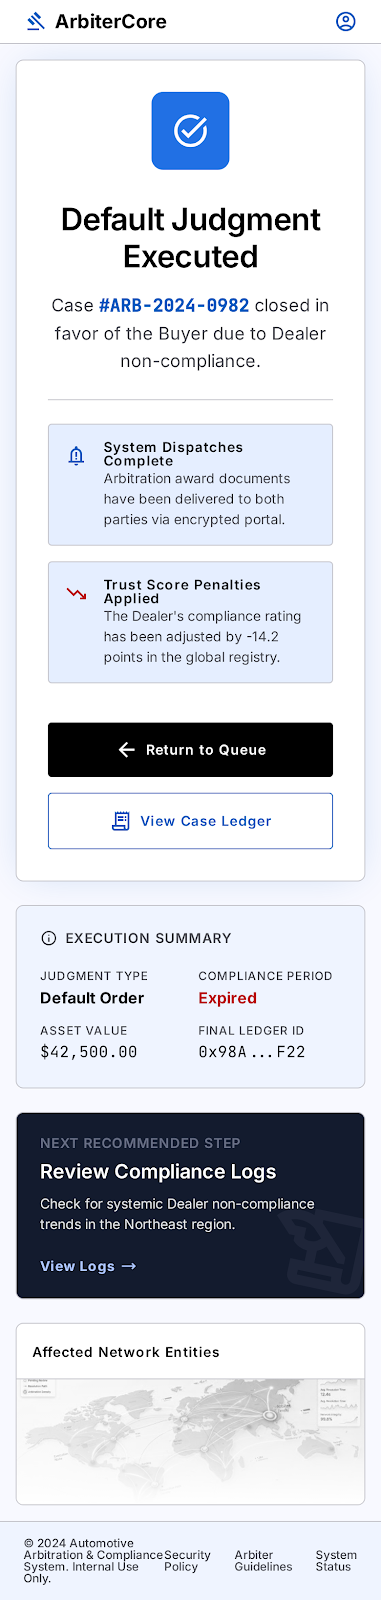 ArbiterCore
Default Judgment
Executed
Case #ARB-2024-0982 closed in
favor of the Buyer due to Dealer
non-compliance.
System Dispatches
Complete
Arbitration award documents
have been delivered to both
parties via encrypted portal.
Trust Score Penalties
Applied
The Dealer's compliance rating
has been adjusted by -14.2
points in the global registry.
Return to Queue
View Case Ledger
EXECUTION SUMMARY
JUDGMENT TYPE
Default Order
COMPLIANCE PERIOD
Expired
ASSET VALUE
$42,500.00
FINAL LEDGER ID
0x98A...F22
NEXT RECOMMENDED STEP
Review Compliance Logs
Check for systemic Dealer non-compliance
trends in the Northeast region.
View Logs →
Affected Network Entities
© 2024 Automotive
Arbitration & Compliance
System. Internal Use
Only.
Security
Policy
Arbiter
Guidelines
System
Status